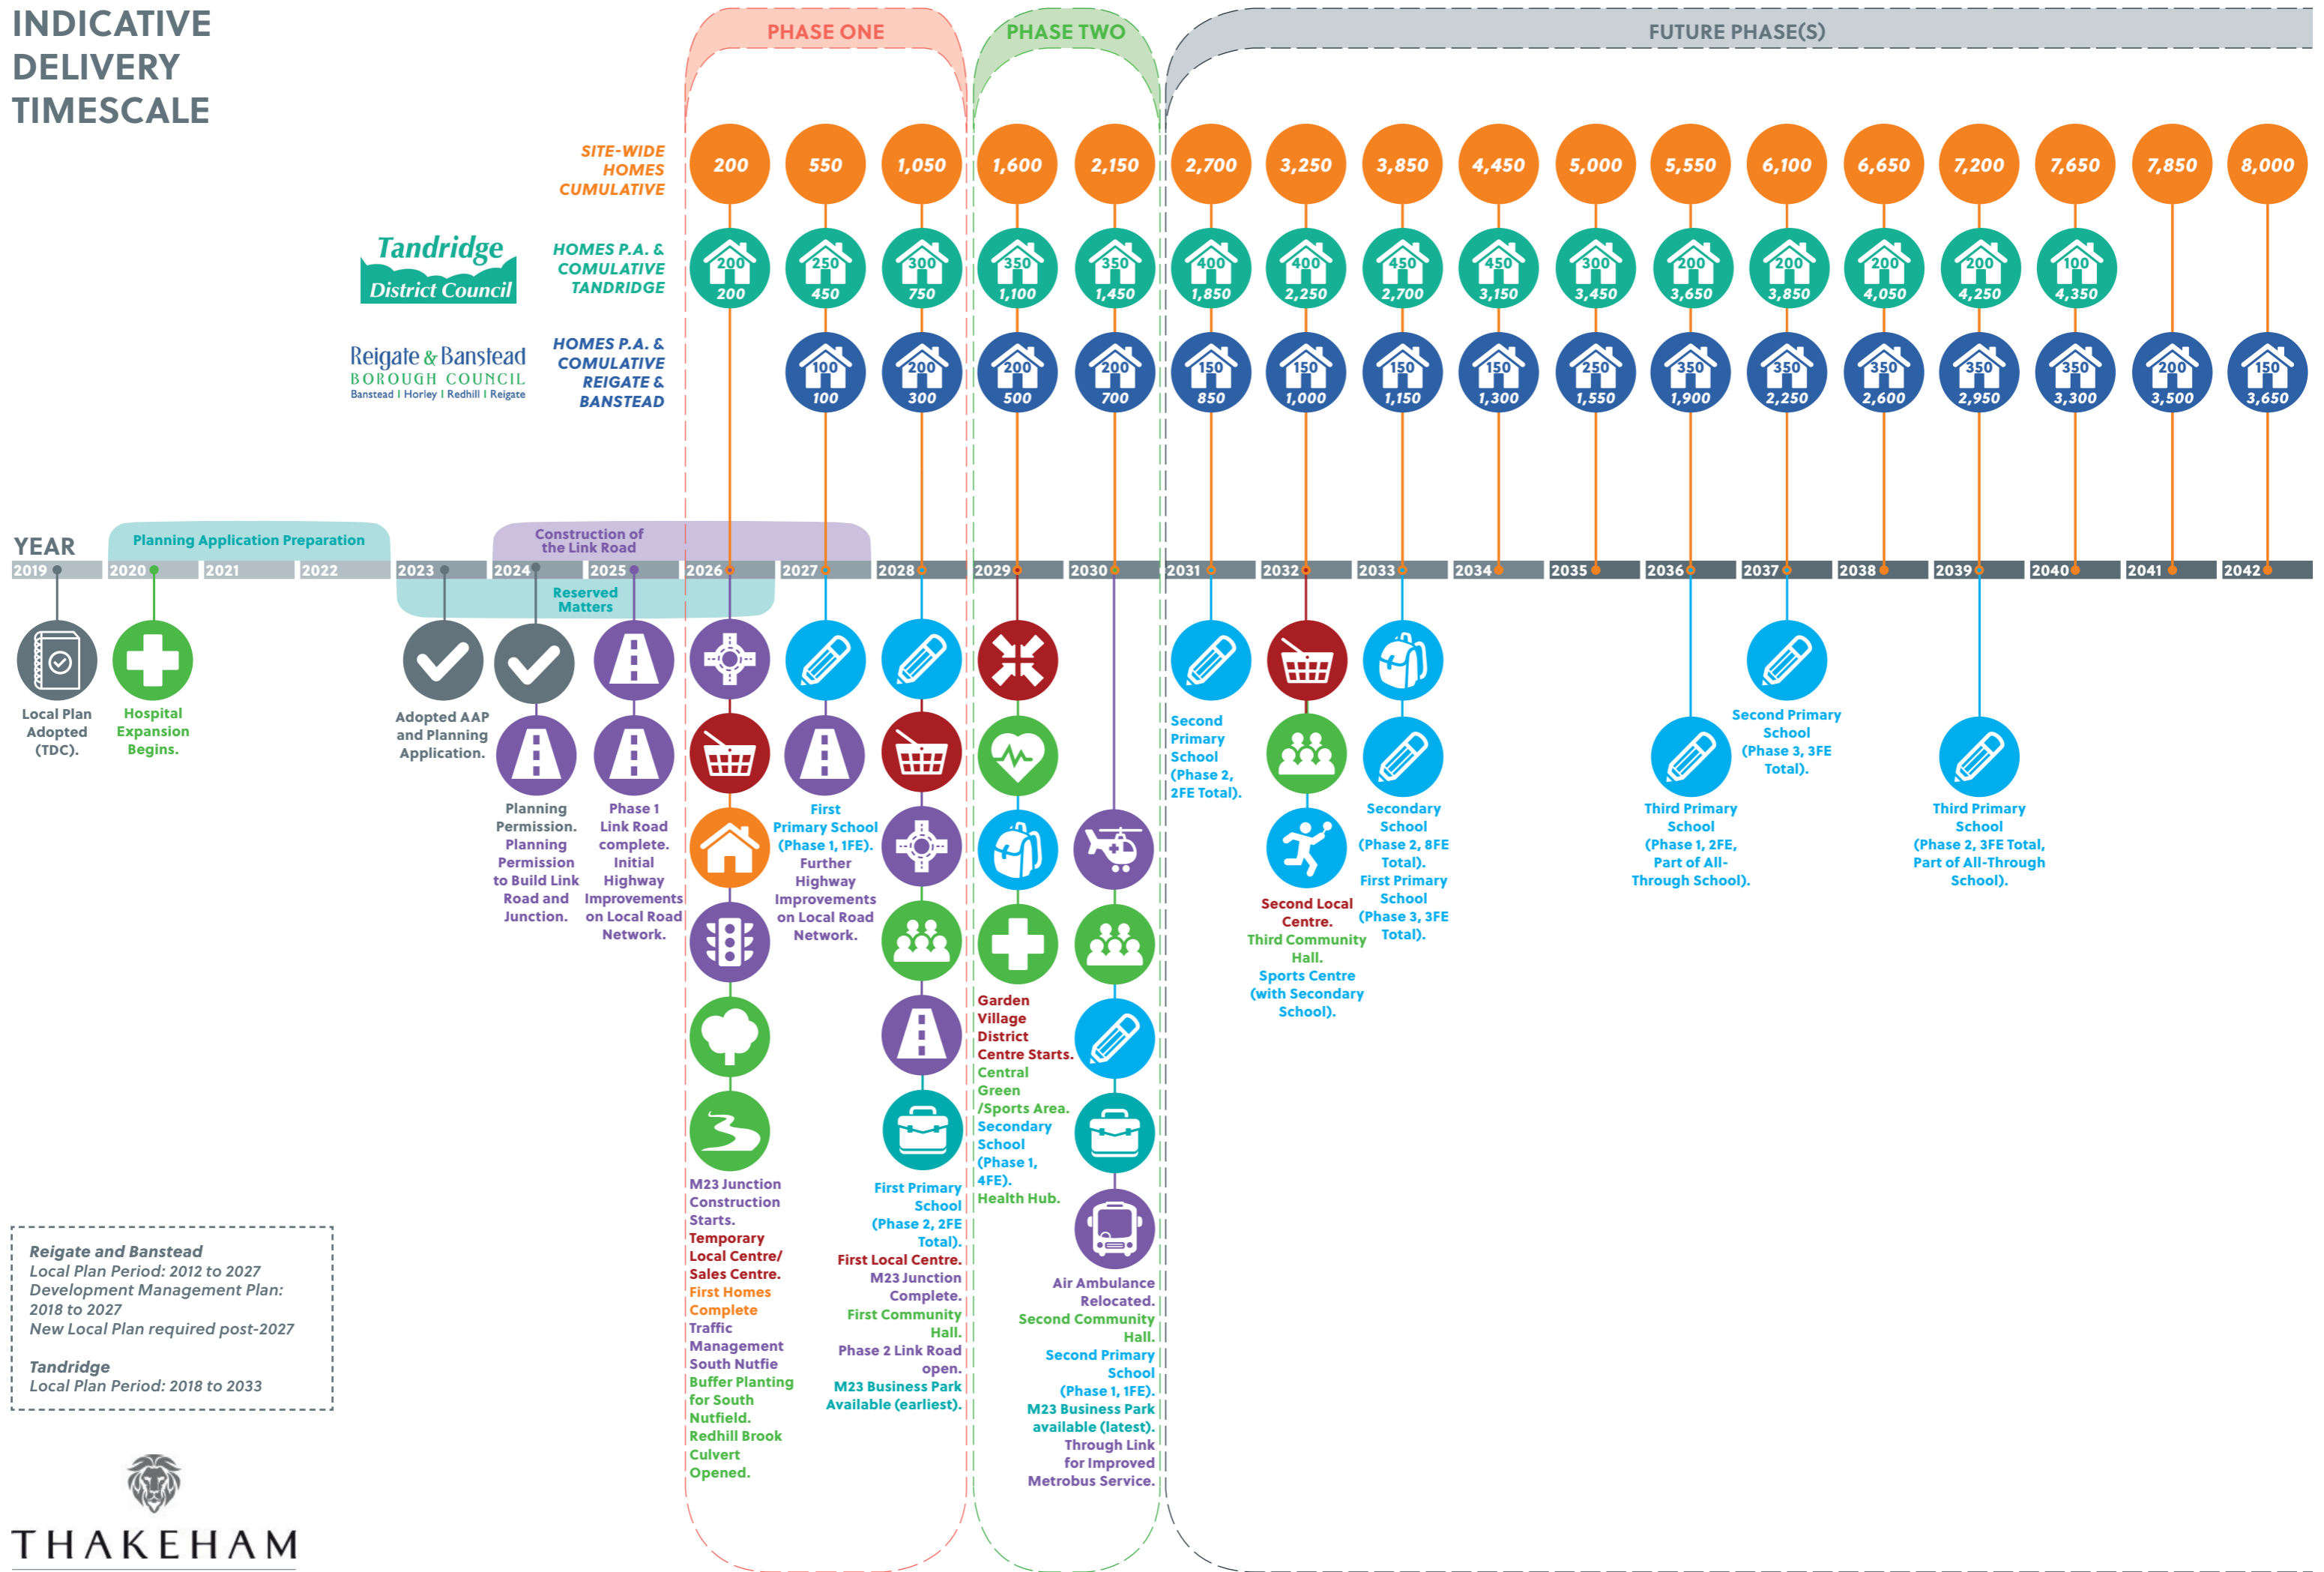 INDICATIVE
DELIVERY
TIMESCALE
PHASE ONE
PHASE TWO
FUTURE PHASE(S)
SITE-WIDE
HOMES
CUMULATIVE
200 550 1,050 1,600 2,150 2,700 3,250 3,850 4,450 5,000 5,550 6,100 6,650 7,200 7,650 7,850 8,000
Tandridge
District Council
HOMES P.A. &
COMULATIVE
TANDRIDGE
200 250 300 350 350 400 400 450 450 300 200 200 200 200 100
200 450 750 1,100 1,450 1,850 2,250 2,700 3,150 3,450 3,650 3,850 4,050 4,250 4,350
Reigate & Banstead
BOROUGH COUNCIL
Banstead | Horley | Redhill | Reigate
HOMES P.A. &
COMULATIVE
REIGATE &
BANSTEAD
100 200 200 200 150 150 150 150 250 350 350 350 350 350 200 150
100 300 500 700 850 1,000 1,150 1,300 1,550 1,900 2,250 2,600 2,950 3,300 3,500 3,650
YEAR
Planning Application Preparation
Construction of
the Link Road
2019 2020 2021 2022 2023 2024 2025 2026 2027 2028 2029 2030 2031 2032 2033 2034 2035 2036 2037 2038 2039 2040 2041 2042
Reserved
Matters
Local Plan
Adopted
(TDC).
Hospital
Expansion
Begins.
Adopted AAP
and Planning
Application.
Planning
Permission.
Planning
Permission
to Build Link
Road and
Junction.
Phase 1
Link Road
complete.
Initial
Highway
Improvements
on Local Road
Network.
M23 Junction
Construction
Starts.
Temporary
Local Centre/
Sales Centre.
First Homes
Complete
Traffic
Management
South Nutfie
Buffer Planting
for South
Nutfield.
Redhill Brook
Culvert
Opened.
First
Primary School
(Phase 1, 1FE).
Further
Highway
Improvements
on Local Road
Network.
First Primary
School
(Phase 2, 2FE
Total).
First Local Centre.
M23 Junction
Complete.
First Community
Hall.
Phase 2 Link Road
open.
M23 Business Park
Available (earliest).
Garden
Village
District
Centre Starts.
Central
Green
/Sports Area.
Secondary
School
(Phase 1,
4FE).
Health Hub.
Air Ambulance
Relocated.
Second Community
Hall.
Second Primary
School
(Phase 1, 1FE).
M23 Business Park
available (latest).
Through Link
for Improved
Metrobus Service.
Second
Primary
School
(Phase 2,
2FE Total).
Second Local
Centre.
Third Community
Hall.
Sports Centre
(with Secondary
School).
Secondary
School
(Phase 2, 8FE
Total).
First Primary
School
(Phase 3, 3FE
Total).
Third Primary
School
(Phase 1, 2FE,
Part of All-
Through School).
Second Primary
School
(Phase 3, 3FE
Total).
Third Primary
School
(Phase 2, 3FE Total,
Part of All-Through
School).
Reigate and Banstead
Local Plan Period: 2012 to 2027
Development Management Plan:
2018 to 2027
New Local Plan required post-2027
Tandridge
Local Plan Period: 2018 to 2033
THAKEHAM